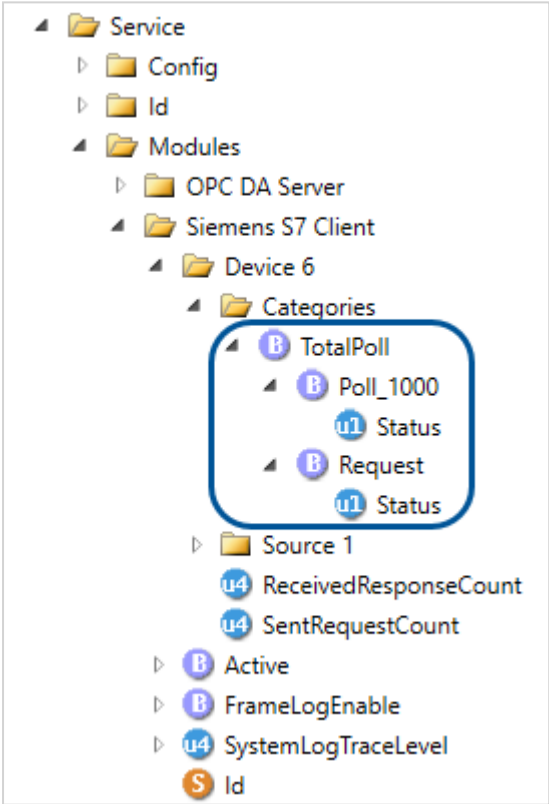 Service
Config
Id
Modules
OPC DA Server
Siemens S7 Client
Device 6
Categories
B TotalPoll
B Poll_1000
u1 Status
B Request
u1 Status
Source 1
u4 ReceivedResponseCount
u4 SentRequestCount
B Active
B FrameLogEnable
u4 SystemLogTraceLevel
S Id